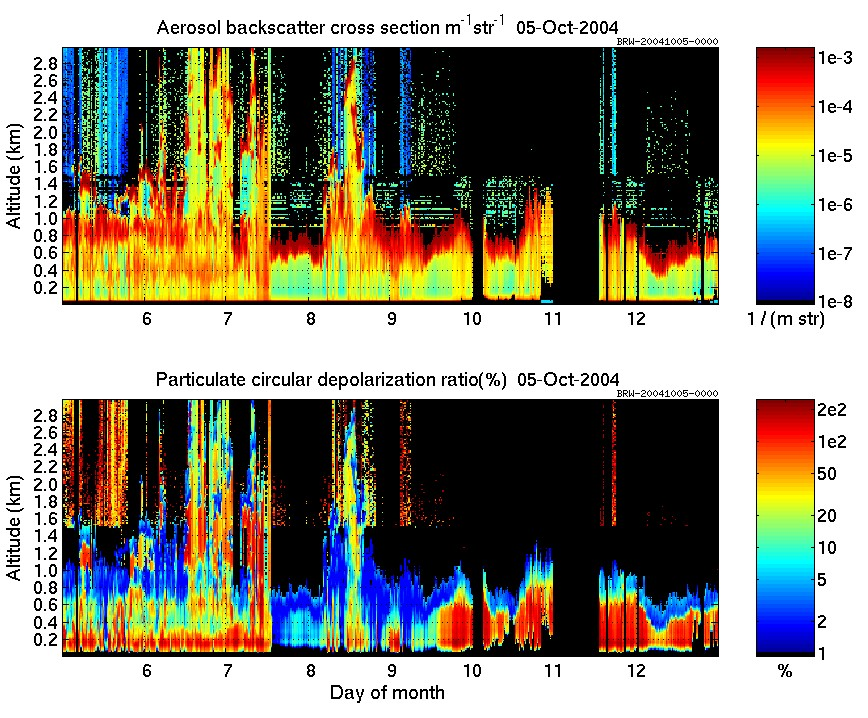 Aerosol backscatter cross section m⁻¹str⁻¹ 05-Oct-2004
BRW-20041005-0000
2.8
2.6
2.4
2.2
2.0
1.8
1.6
1.4
1.2
1.0
0.8
0.6
0.4
0.2
Altitude (km)
6 7 8 9 10 11 12
1e-3
1e-4
1e-5
1e-6
1e-7
1e-8
1 / (m str)
Particulate circular depolarization ratio(%) 05-Oct-2004
BRW-20041005-0000
2.8
2.6
2.4
2.2
2.0
1.8
1.6
1.4
1.2
1.0
0.8
0.6
0.4
0.2
Altitude (km)
6 7 8 9 10 11 12
Day of month
2e2
1e2
50
20
10
5
2
1
%